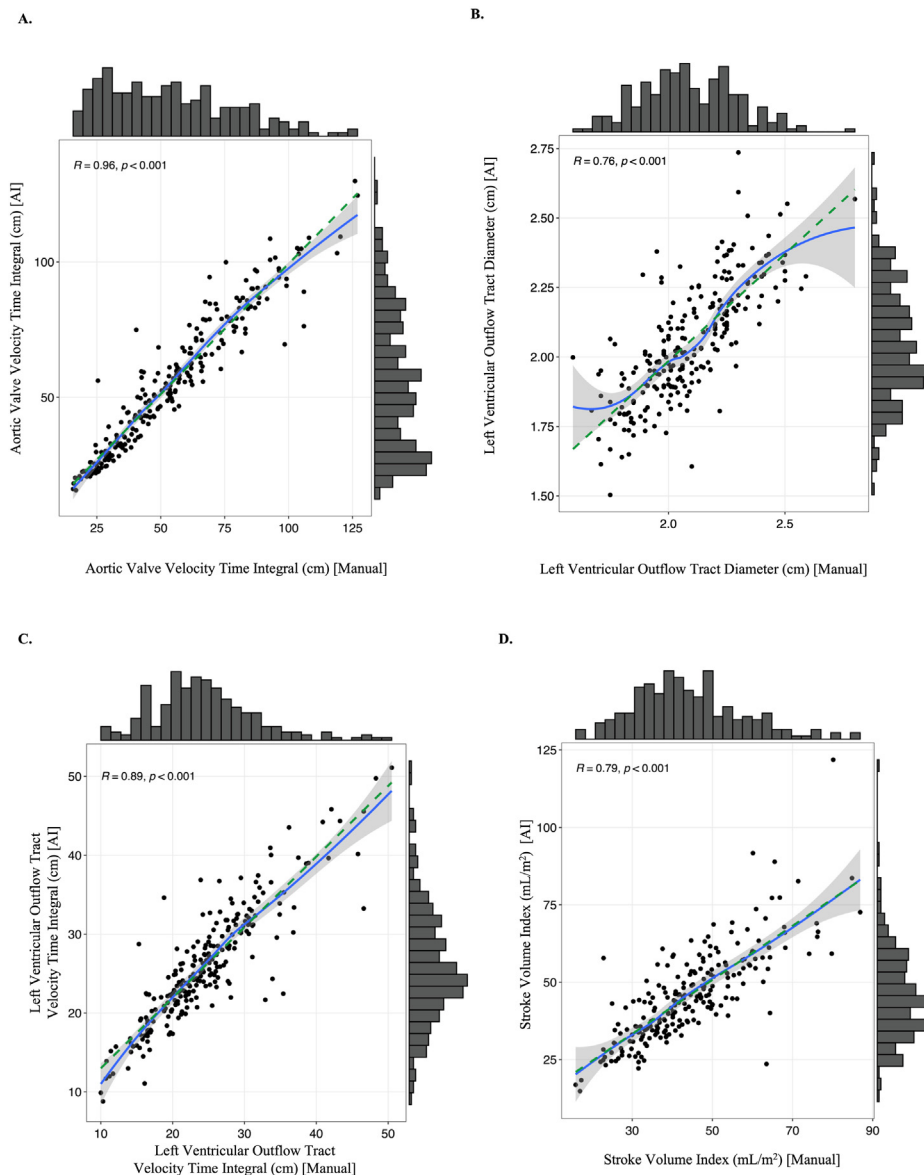 A.
R = 0.96, p < 0.001
Aortic Valve Velocity Time Integral (cm) [AI]
100
50
25
50
75
100
125
Aortic Valve Velocity Time Integral (cm) [Manual]
B.
R = 0.76, p < 0.001
Left Ventricular Outflow Tract Diameter (cm) [AI]
2.75
2.50
2.25
2.00
1.75
1.50
2.0
2.5
Left Ventricular Outflow Tract Diameter (cm) [Manual]
C.
R = 0.89, p < 0.001
Left Ventricular Outflow Tract
Velocity Time Integral (cm) [AI]
50
40
30
20
10
10
20
30
40
50
Left Ventricular Outflow Tract
Velocity Time Integral (cm) [Manual]
D.
R = 0.79, p < 0.001
Stroke Volume Index (mL/m²) [AI]
125
100
75
50
25
30
50
70
90
Stroke Volume Index (mL/m²) [Manual]